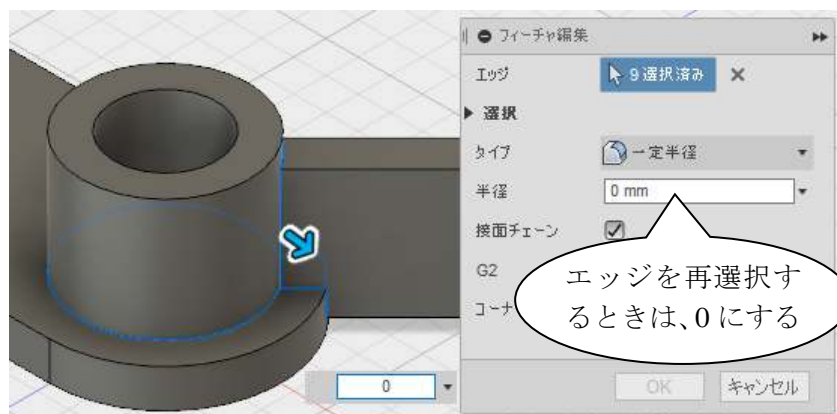 フィーチャ編集
エッジ
9 選択済み
選択
タイプ
一定半径
半径
0 mm
接面チェーン
G2
コーナ
エッジを再選択す
るときは、0 にする
0
OK
キャンセル